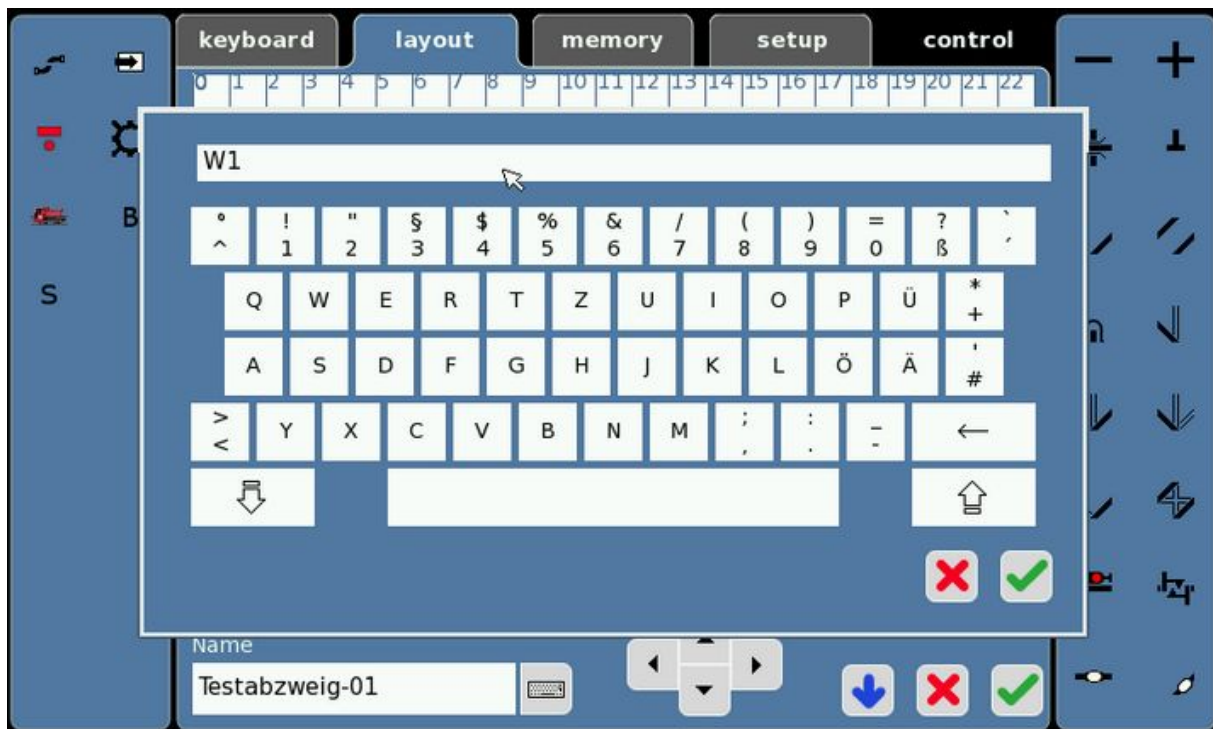 keyboard layout memory setup control
0 1 2 3 4 5 6 7 8 9 10 11 12 13 14 15 16 17 18 19 20 21 22
W1
° ! " § $ % & / ( ) = ? `
^ 1 2 3 4 5 6 7 8 9 0 ß ´
B
S
Q W E R T Z U I O P Ü * +
A S D F G H J K L Ö Ä ' #
> < Y X C V B N M ; , : . _ -
Name
Testabzweig-01